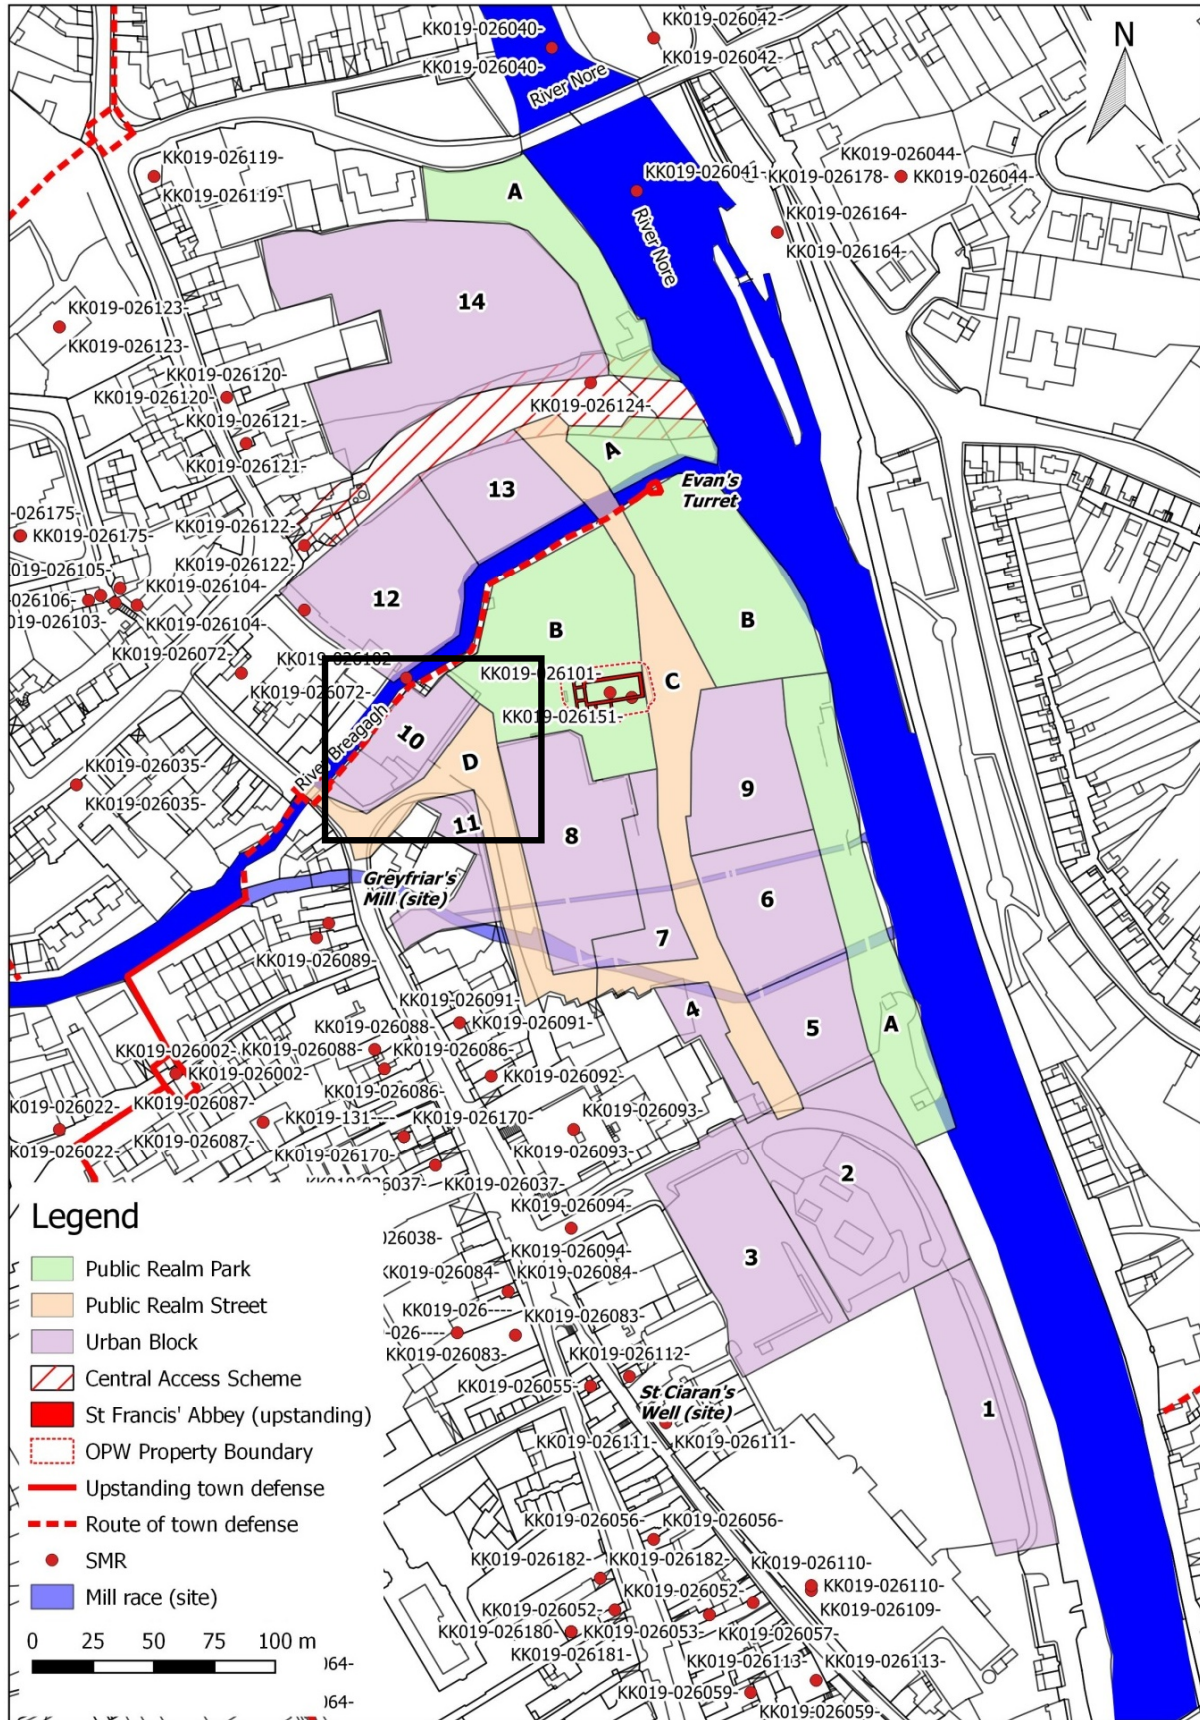 KK019-026040-
KK019-026042-
KK019-026040-
KK019-026042-
River Nore
N
KK019-026119-
KK019-026119-
A
KK019-026041-
KK019-026178-
KK019-026044-
KK019-026044-
KK019-026164-
KK019-026164-
River Nore
KK019-026123-
KK019-026123-
14
KK019-026120-
KK019-026120-
KK019-026121-
KK019-026121-
KK019-026124-
A
13
Evan's
Turret
-026175-
KK019-026175-
KK019-026122-
KK019-026122-
026105-
KK019-026104-
-026106-
KK019-026104-
019-026103-
12
B
B
KK019-026072-
KK019-026072-
KK019-026101-
C
KK019-026151-
River Breagagh
10
D
KK019-026035-
KK019-026035-
9
11
8
Greyfriar's
Mill (site)
6
7
KK019-026089-
KK019-026091-
KK019-026091-
4
5
A
KK019-026088-
KK019-026088-
KK019-026086-
KK019-026086-
KK019-026002-
KK019-026002-
KK019-026092-
KK019-026087-
KK019-026087-
K019-026022-
K019-026022-
KK019-131----
KK019-026170-
KK019-026170-
KK019-026093-
KK019-026093-
026037-
KK019-026037-
2
3
KK019-026094-
KK019-026094-
026038-
KK019-026084-
KK019-026084-
KK019-026----
-026----
KK019-026083-
KK019-026083-
KK019-026112-
KK019-026055-
St Ciaran's
Well (site)
KK019-026111-
KK019-026111-
1
KK019-026056-
KK019-026056-
KK019-026182-
KK019-026182-
KK019-026110-
KK019-026110-
KK019-026109-
KK019-026052-
KK019-026052-
KK019-026180-
KK019-026053-
KK019-026057-
KK019-026181-
KK019-026113-
KK019-026113-
KK019-026059-
KK019-026059-
Legend
Public Realm Park
Public Realm Street
Urban Block
Central Access Scheme
St Francis' Abbey (upstanding)
OPW Property Boundary
Upstanding town defense
Route of town defense
SMR
Mill race (site)
0 25 50 75 100 m
064-
064-